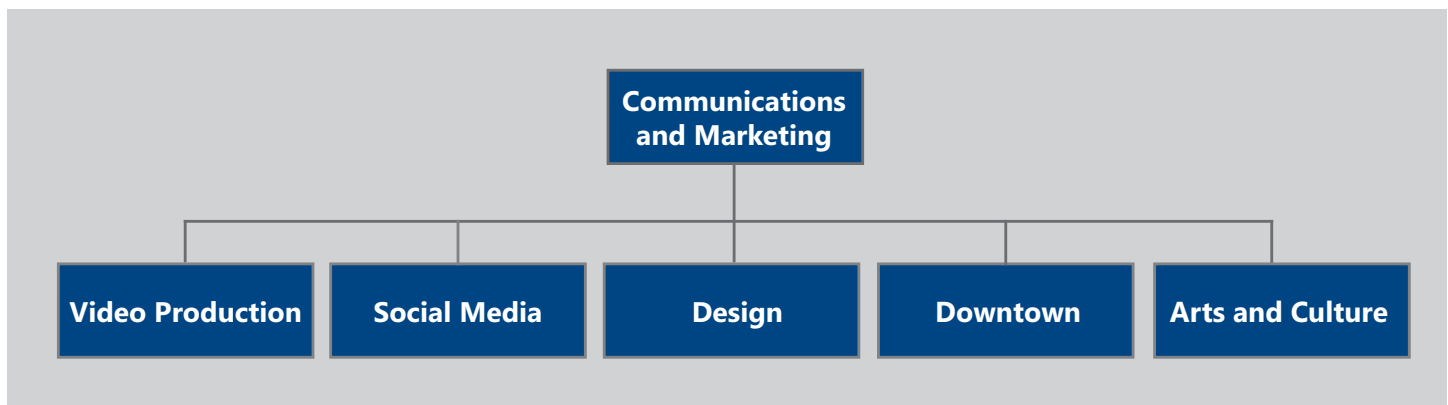 Communications
and Marketing
Video Production
Social Media
Design
Downtown
Arts and Culture